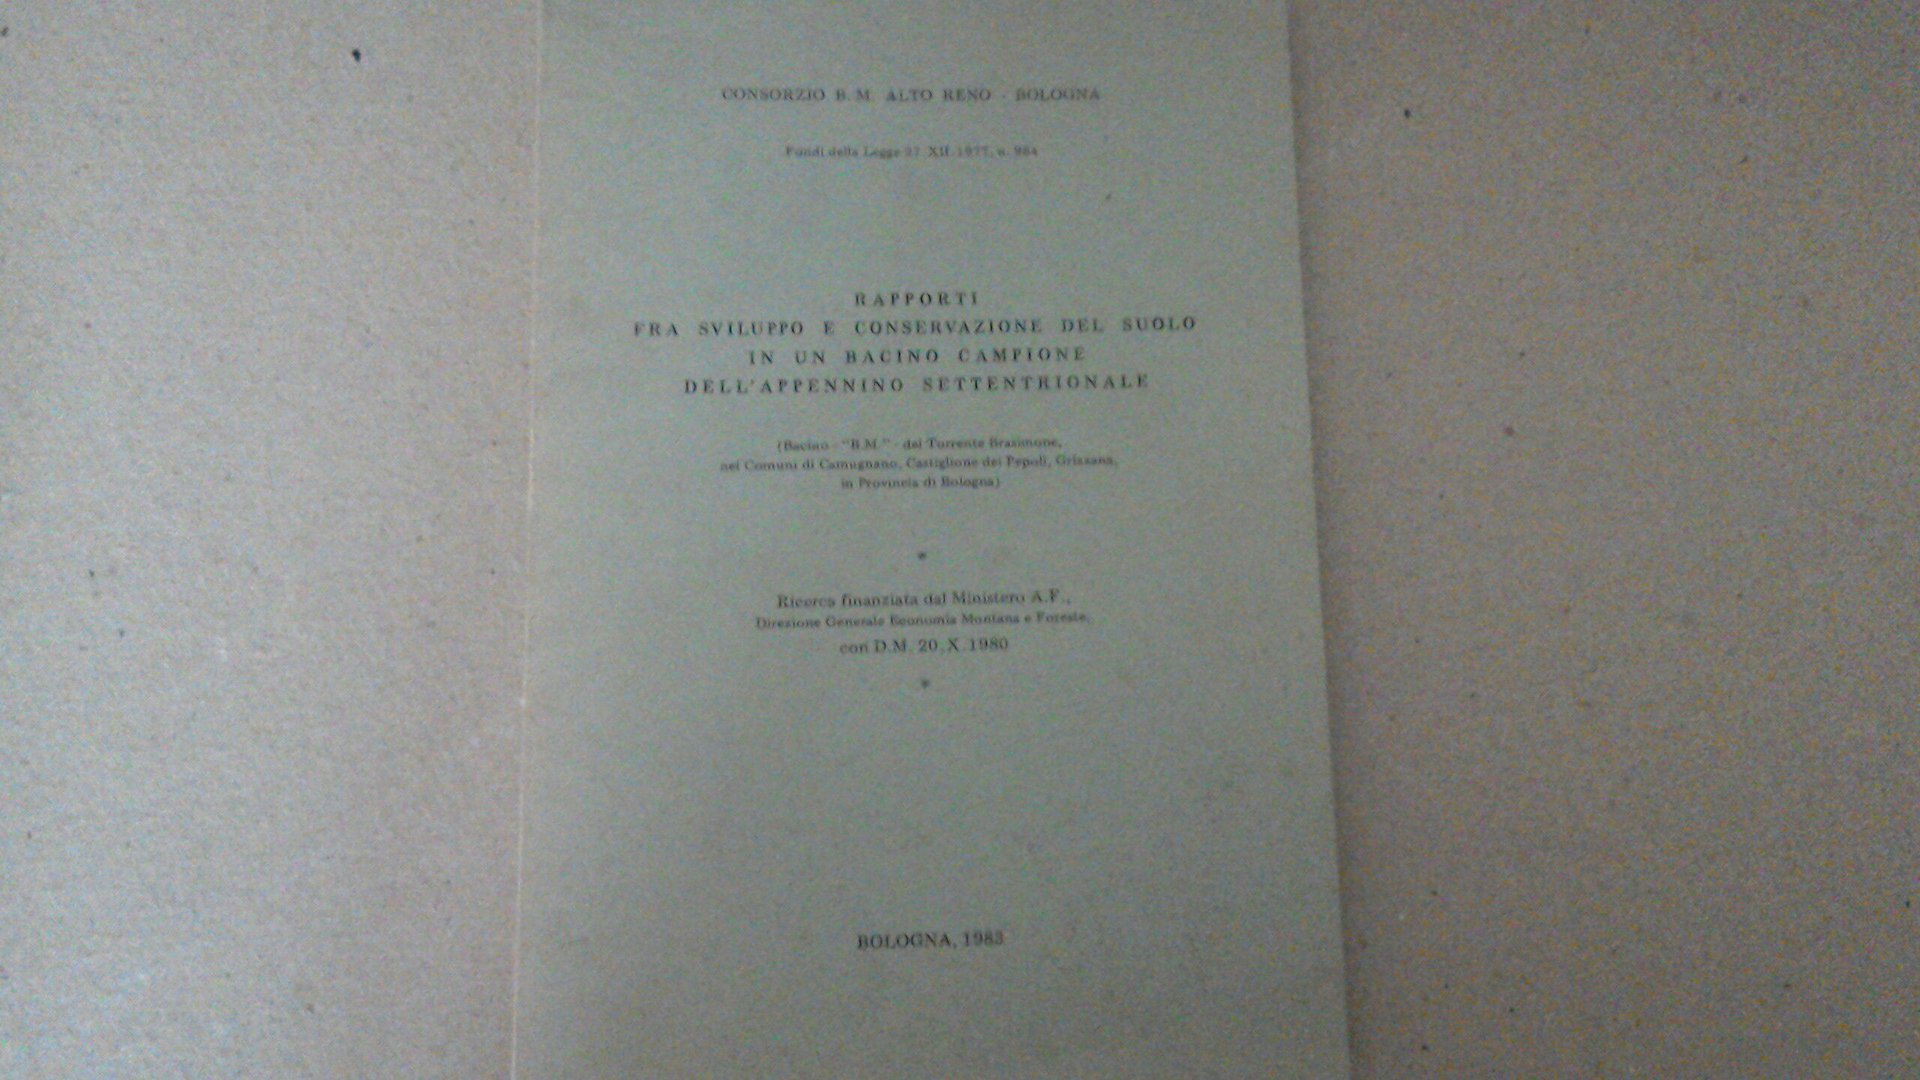 CONSORZIO B. M. ALTO RENO - BOLOGNA
Fondi della Legge 27. XII. 1977, n. 984
RAPPORTI
FRA SVILUPPO E CONSERVAZIONE DEL SUOLO
IN UN BACINO CAMPIONE
DELL'APPENNINO SETTENTRIONALE
(Bacino - "B.M." - del Torrente Brasimone,
nei Comuni di Camugnano, Castiglione dei Pepoli, Grizzana,
in Provincia di Bologna)
*
Ricerca finanziata dal Ministero A.F.,
Direzione Generale Economia Montana e Foreste,
con D.M. 20.X.1980
*
BOLOGNA, 1983